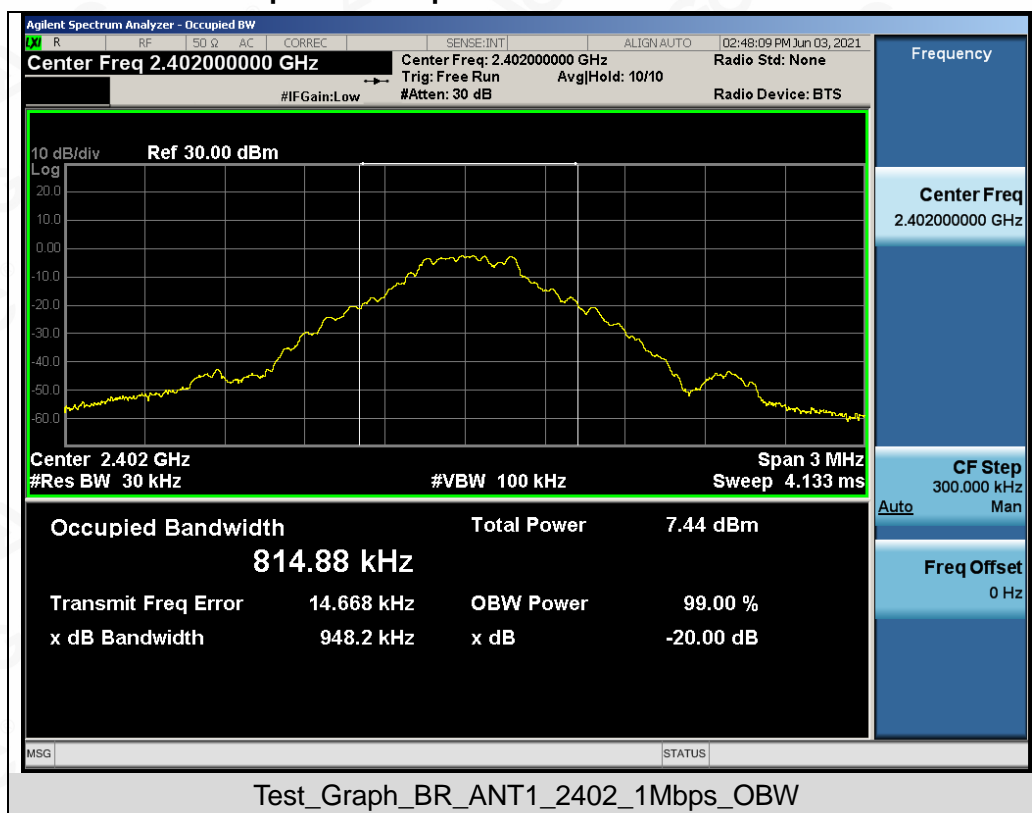 Agilent Spectrum Analyzer - Occupied BW
LXI R RF 50 Ω AC CORREC SENSE:INT ALIGN AUTO 02:48:09 PM Jun 03, 2021
Center Freq 2.402000000 GHz
Center Freq: 2.402000000 GHz Radio Std: None
Trig: Free Run Avg|Hold: 10/10
#IFGain:Low #Atten: 30 dB Radio Device: BTS
10 dB/div Ref 30.00 dBm
Log
20.0
10.0
0.00
-10.0
-20.0
-30.0
-40.0
-50.0
-60.0
Center 2.402 GHz Span 3 MHz
#Res BW 30 kHz #VBW 100 kHz Sweep 4.133 ms
Occupied Bandwidth Total Power 7.44 dBm
814.88 kHz
Transmit Freq Error 14.668 kHz OBW Power 99.00 %
x dB Bandwidth 948.2 kHz x dB -20.00 dB
Frequency
Center Freq
2.402000000 GHz
CF Step
300.000 kHz
Auto Man
Freq Offset
0 Hz
MSG STATUS
Test_Graph_BR_ANT1_2402_1Mbps_OBW